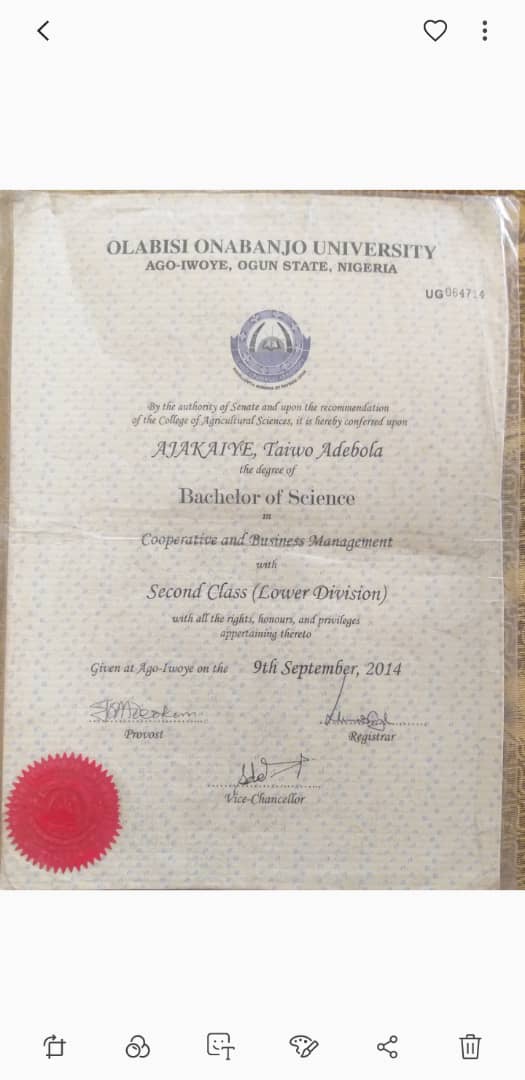 OLABISI ONABANJO UNIVERSITY
AGO-IWOYE, OGUN STATE, NIGERIA
UG 064714
By the authority of Senate and upon the recommendation
of the College of Agricultural Sciences, it is hereby conferred upon
AJAKAIYE, Taiwo Adebola
the degree of
Bachelor of Science
in
Cooperative and Business Management
with
Second Class (Lower Division)
with all the rights, honours, and privileges
appertaining thereto
Given at Ago-Iwoye on the 9th September, 2014
Provost
Registrar
Vice-Chancellor